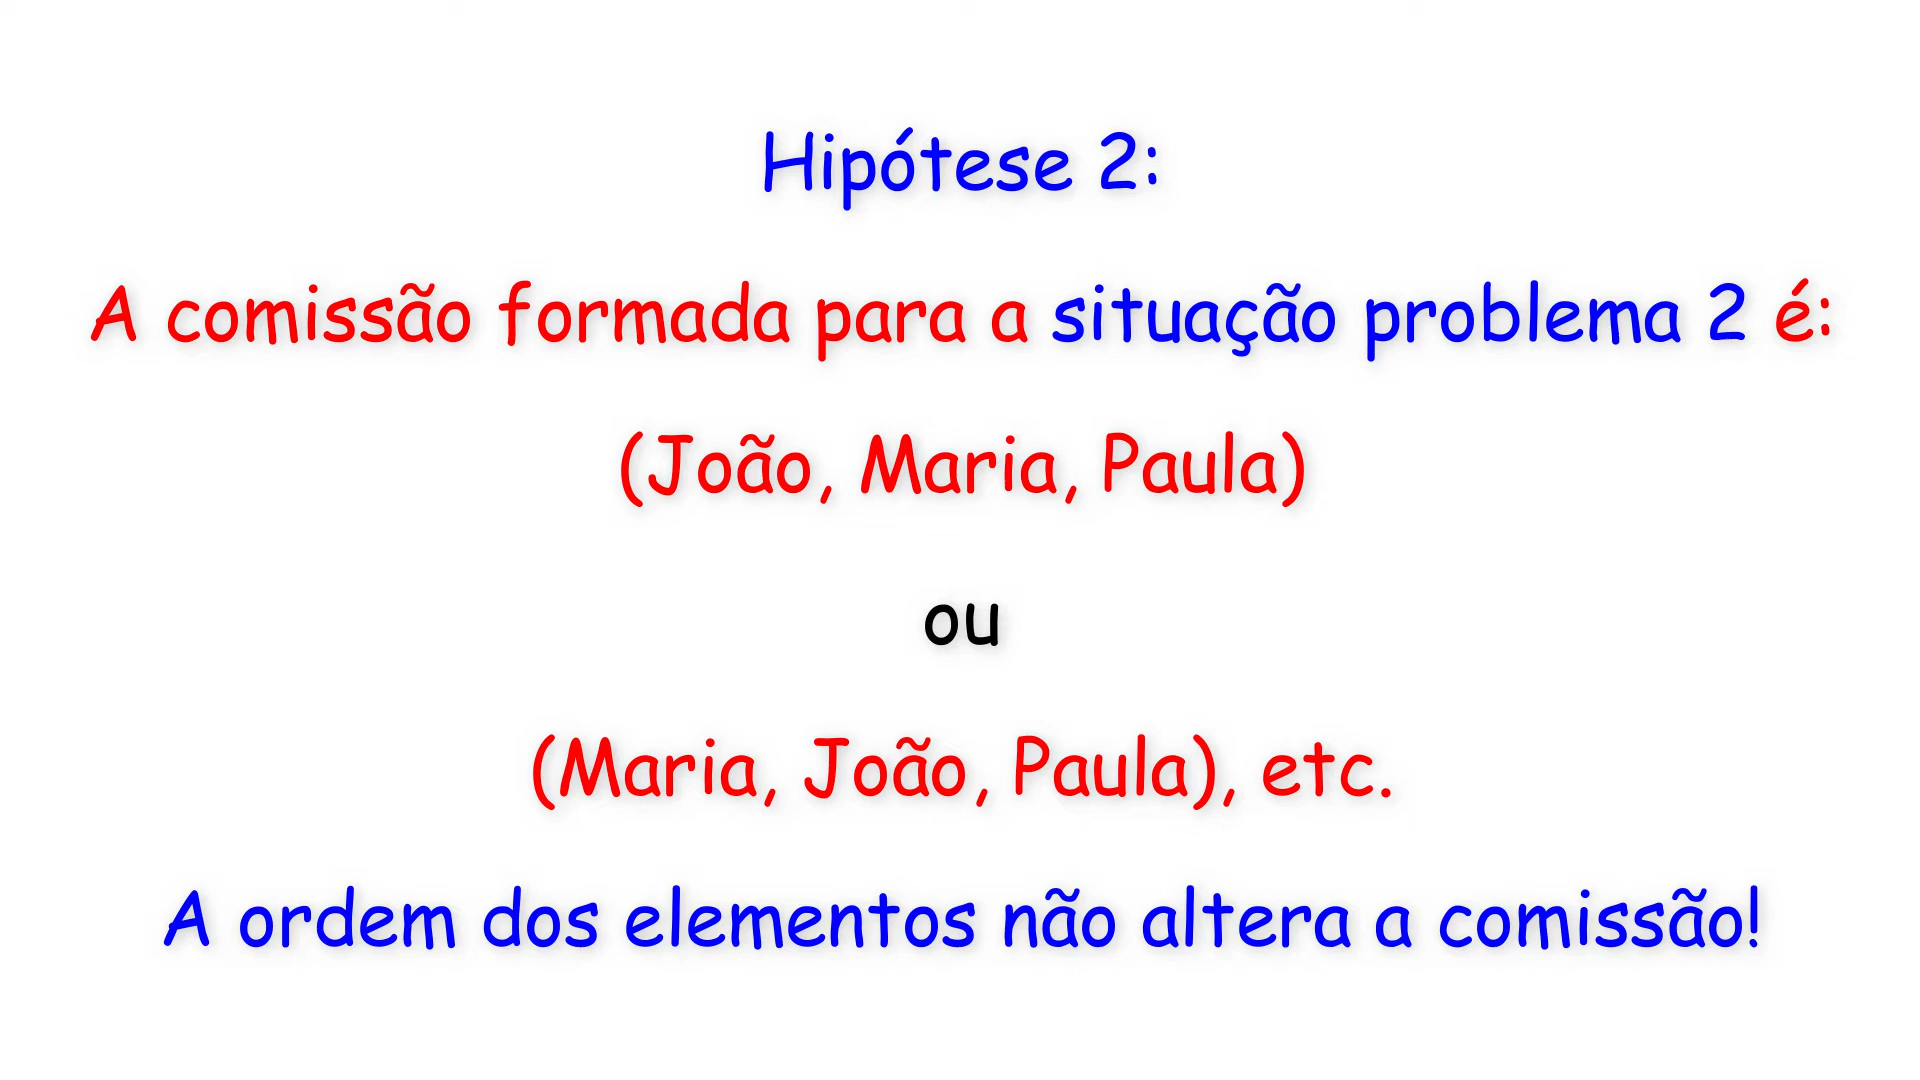 Hipótese 2:
A comissão formada para a situação problema 2 é:
(João, Maria, Paula)
ou
(Maria, João, Paula), etc.
A ordem dos elementos não altera a comissão!